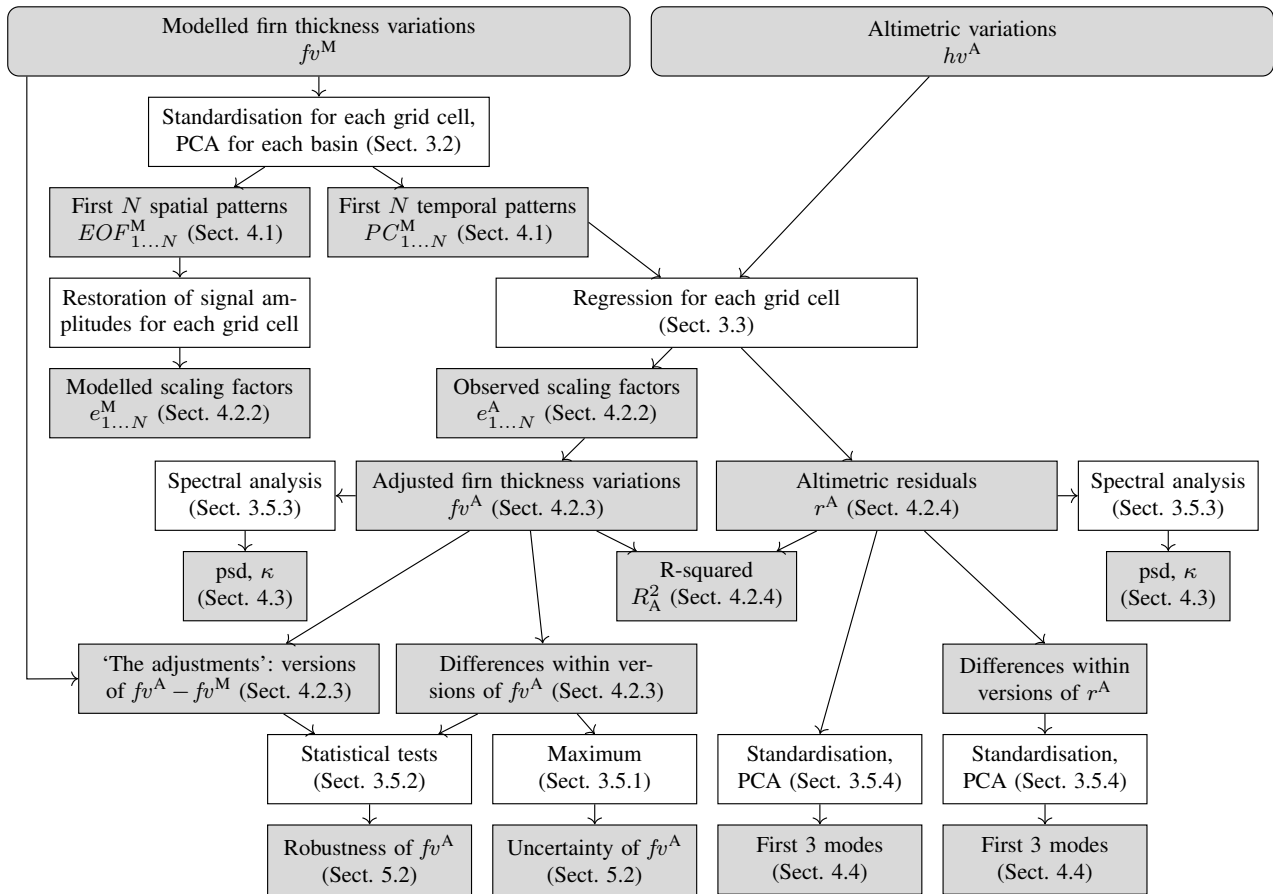 Modelled firn thickness variations
fv^M
Altimetric variations
hv^A
Standardisation for each grid cell,
PCA for each basin (Sect. 3.2)
First N spatial patterns
EOF^M_{1...N} (Sect. 4.1)
First N temporal patterns
PC^M_{1...N} (Sect. 4.1)
Restoration of signal am-
plitudes for each grid cell
Regression for each grid cell
(Sect. 3.3)
Modelled scaling factors
e^M_{1...N} (Sect. 4.2.2)
Observed scaling factors
e^A_{1...N} (Sect. 4.2.2)
Spectral analysis
(Sect. 3.5.3)
Adjusted firn thickness variations
fv^A (Sect. 4.2.3)
Altimetric residuals
r^A (Sect. 4.2.4)
Spectral analysis
(Sect. 3.5.3)
psd, κ
(Sect. 4.3)
R-squared
R^2_A (Sect. 4.2.4)
psd, κ
(Sect. 4.3)
‘The adjustments’: versions
of fv^A − fv^M (Sect. 4.2.3)
Differences within ver-
sions of fv^A (Sect. 4.2.3)
Differences within
versions of r^A
Statistical tests
(Sect. 3.5.2)
Maximum
(Sect. 3.5.1)
Standardisation,
PCA (Sect. 3.5.4)
Standardisation,
PCA (Sect. 3.5.4)
Robustness of fv^A
(Sect. 5.2)
Uncertainty of fv^A
(Sect. 5.2)
First 3 modes
(Sect. 4.4)
First 3 modes
(Sect. 4.4)